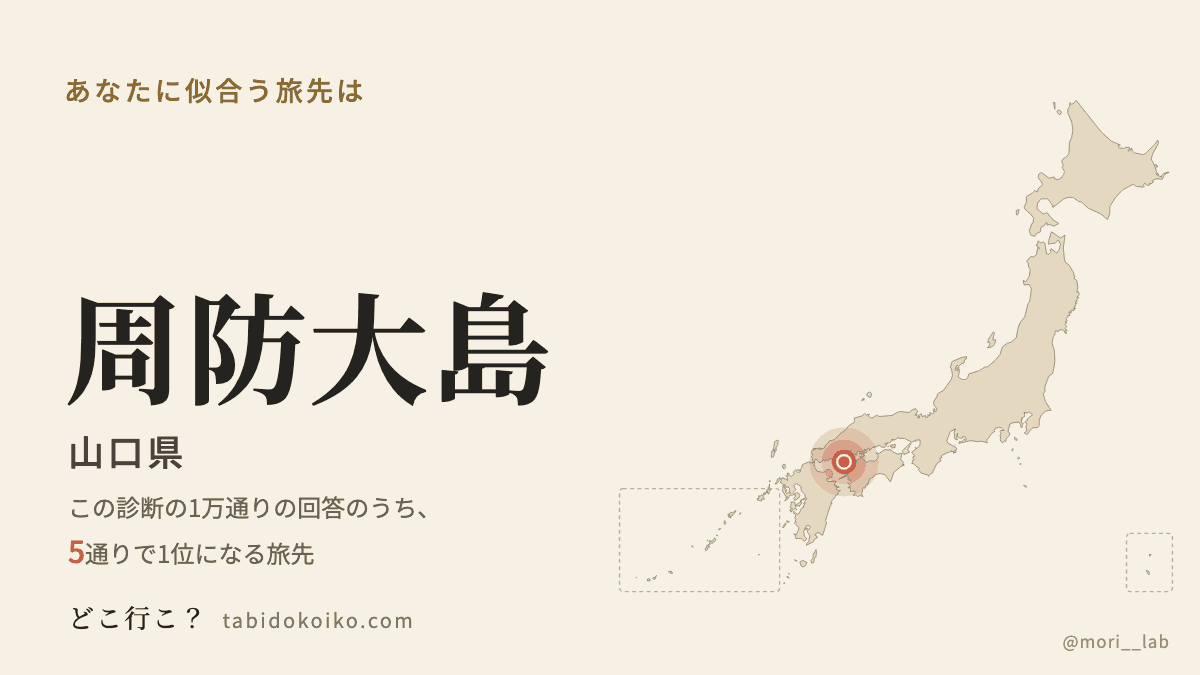 あなたに似合う旅先は
周防大島
山口県
この診断の1万通りの回答のうち、
5通りで1位になる旅先
どこ行こ？ tabidokoiko.com
@mori__lab